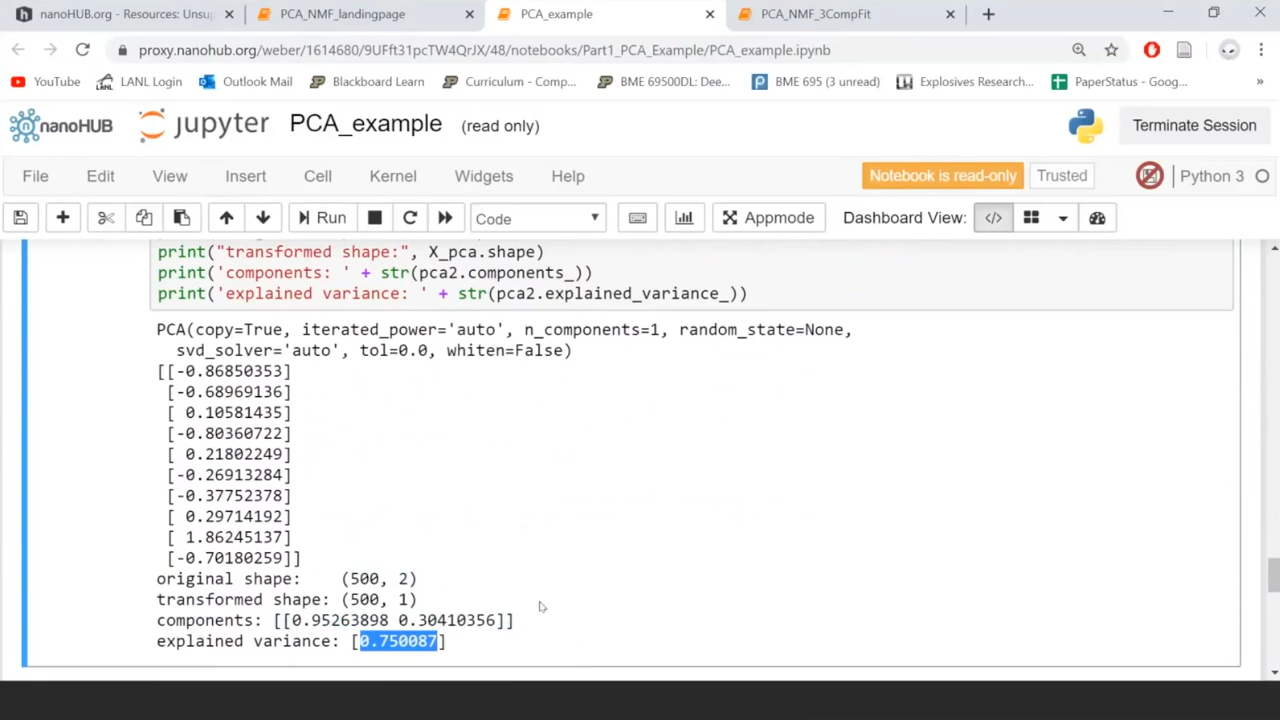 nanoHUB.org - Resources: Unsu
PCA_NMF_landingpage
PCA_example
PCA_NMF_3CompFit
proxy.nanohub.org/weber/1614680/9UFft31pcTW4QrJX/48/notebooks/Part1_PCA_Example/PCA_example.ipynb
YouTube
LANL Login
Outlook Mail
Blackboard Learn
Curriculum - Comp...
BME 69500DL: Dee...
BME 695 (3 unread)
Explosives Research...
PaperStatus - Goog...
»
nanoHUB
jupyter
PCA_example (read only)
Terminate Session
File Edit View Insert Cell Kernel Widgets Help
Notebook is read-only
Trusted
Python 3
Run
Code
Appmode
Dashboard View:
print("transformed shape:", X_pca.shape)
print('components: ' + str(pca2.components_))
print('explained variance: ' + str(pca2.explained_variance_))
PCA(copy=True, iterated_power='auto', n_components=1, random_state=None,
svd_solver='auto', tol=0.0, whiten=False)
[[-0.86850353]
[-0.68969136]
[ 0.10581435]
[-0.80360722]
[ 0.21802249]
[-0.26913284]
[-0.37752378]
[ 0.29714192]
[ 1.86245137]
[-0.70180259]]
original shape: (500, 2)
transformed shape: (500, 1)
components: [[0.95263898 0.30410356]]
explained variance: [0.750087]